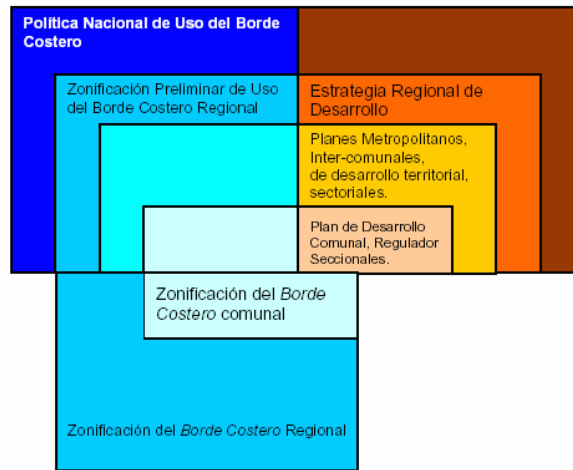 Política Nacional de Uso del Borde
Costero
Zonificación Preliminar de Uso
del Borde Costero Regional
Estrategia Regional de
Desarrollo
Planes Metropolitanos,
Inter-comunales,
de desarrollo territorial,
sectoriales.
Plan de Desarrollo
Comunal, Regulador
Seccionales.
Zonificación del Borde
Costero comunal
Zonificación del Borde Costero Regional